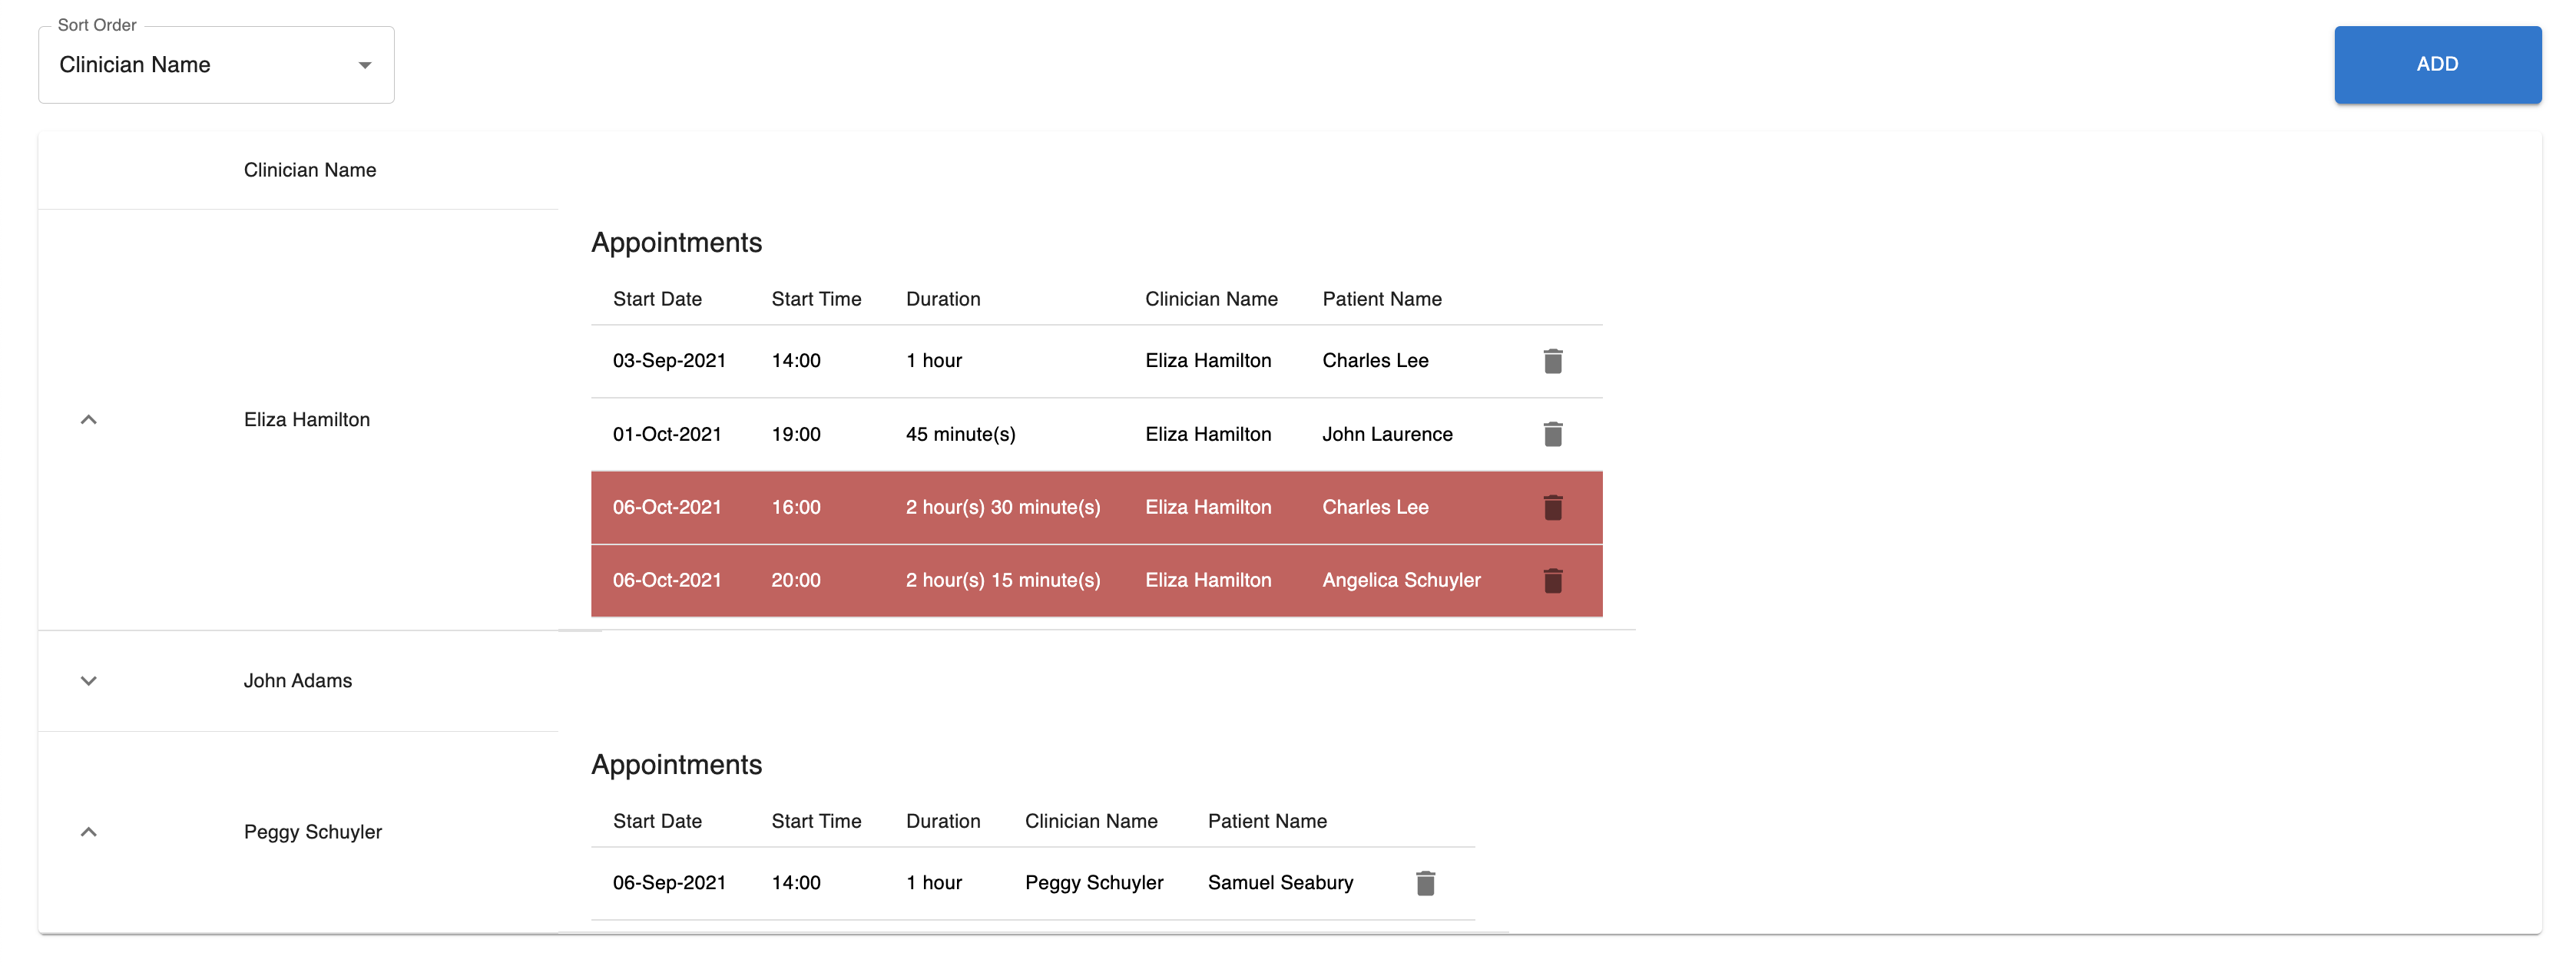 Sort Order
Clinician Name
ADD
Clinician Name
Eliza Hamilton
Appointments
Start Date Start Time Duration Clinician Name Patient Name
03-Sep-2021 14:00 1 hour Eliza Hamilton Charles Lee
01-Oct-2021 19:00 45 minute(s) Eliza Hamilton John Laurence
06-Oct-2021 16:00 2 hour(s) 30 minute(s) Eliza Hamilton Charles Lee
06-Oct-2021 20:00 2 hour(s) 15 minute(s) Eliza Hamilton Angelica Schuyler
John Adams
Peggy Schuyler
Appointments
Start Date Start Time Duration Clinician Name Patient Name
06-Sep-2021 14:00 1 hour Peggy Schuyler Samuel Seabury